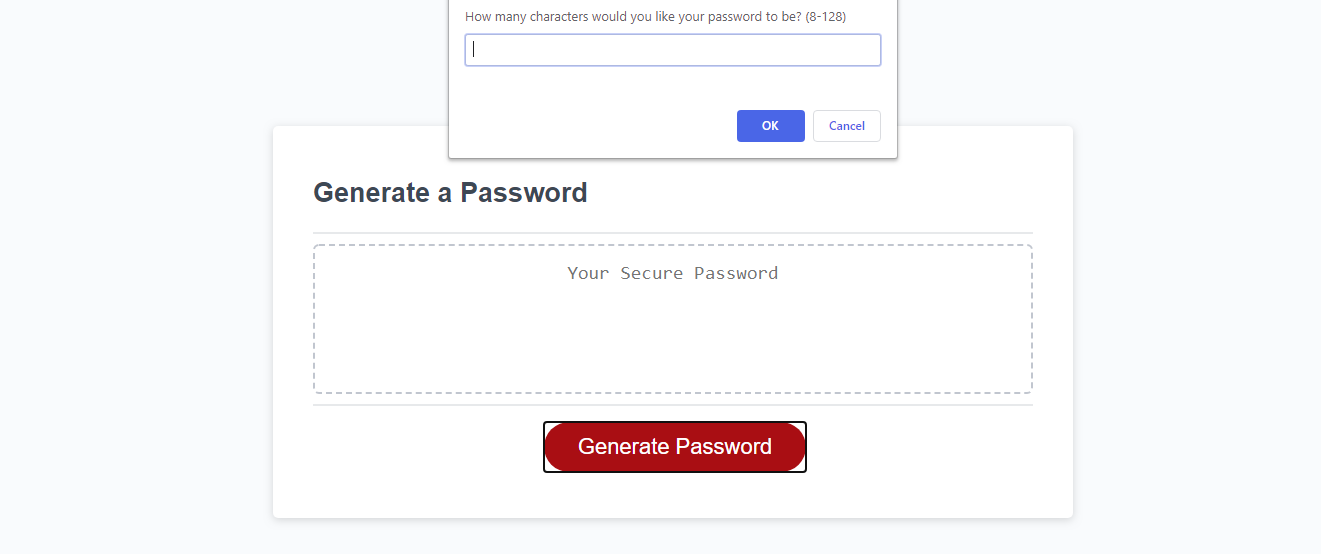 How many characters would you like your password to be? (8-128)
OK
Cancel
Generate a Password
Your Secure Password
Generate Password